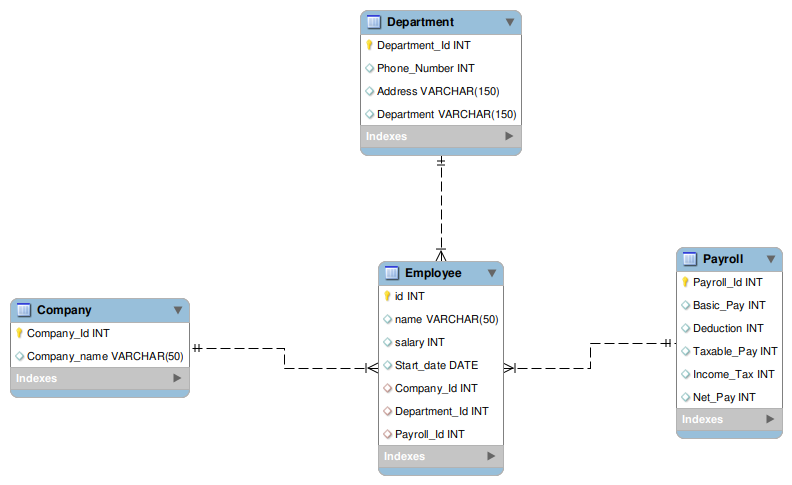 Department
Department_Id INT
Phone_Number INT
Address VARCHAR(150)
Department VARCHAR(150)
Indexes
Company
Company_Id INT
Company_name VARCHAR(50)
Indexes
Employee
id INT
name VARCHAR(50)
salary INT
Start_date DATE
Company_Id INT
Department_Id INT
Payroll_Id INT
Indexes
Payroll
Payroll_Id INT
Basic_Pay INT
Deduction INT
Taxable_Pay INT
Income_Tax INT
Net_Pay INT
Indexes